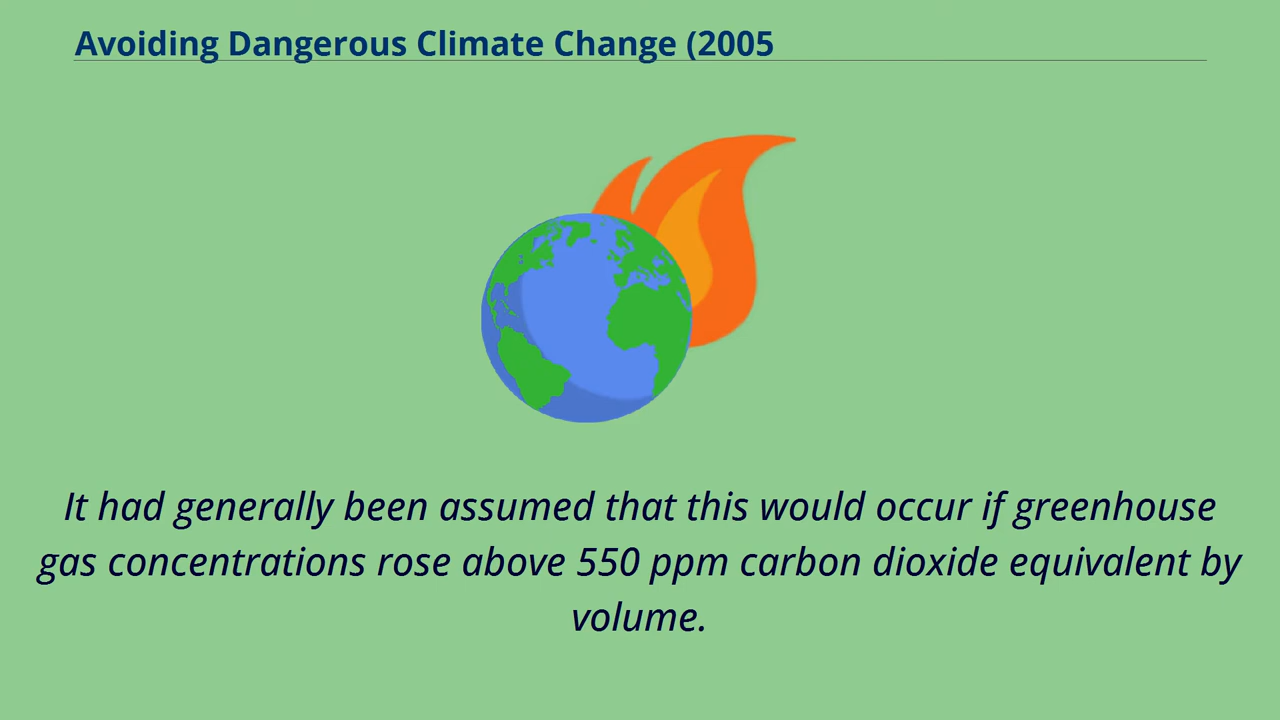 Avoiding Dangerous Climate Change (2005
It had generally been assumed that this would occur if greenhouse
gas concentrations rose above 550 ppm carbon dioxide equivalent by
volume.